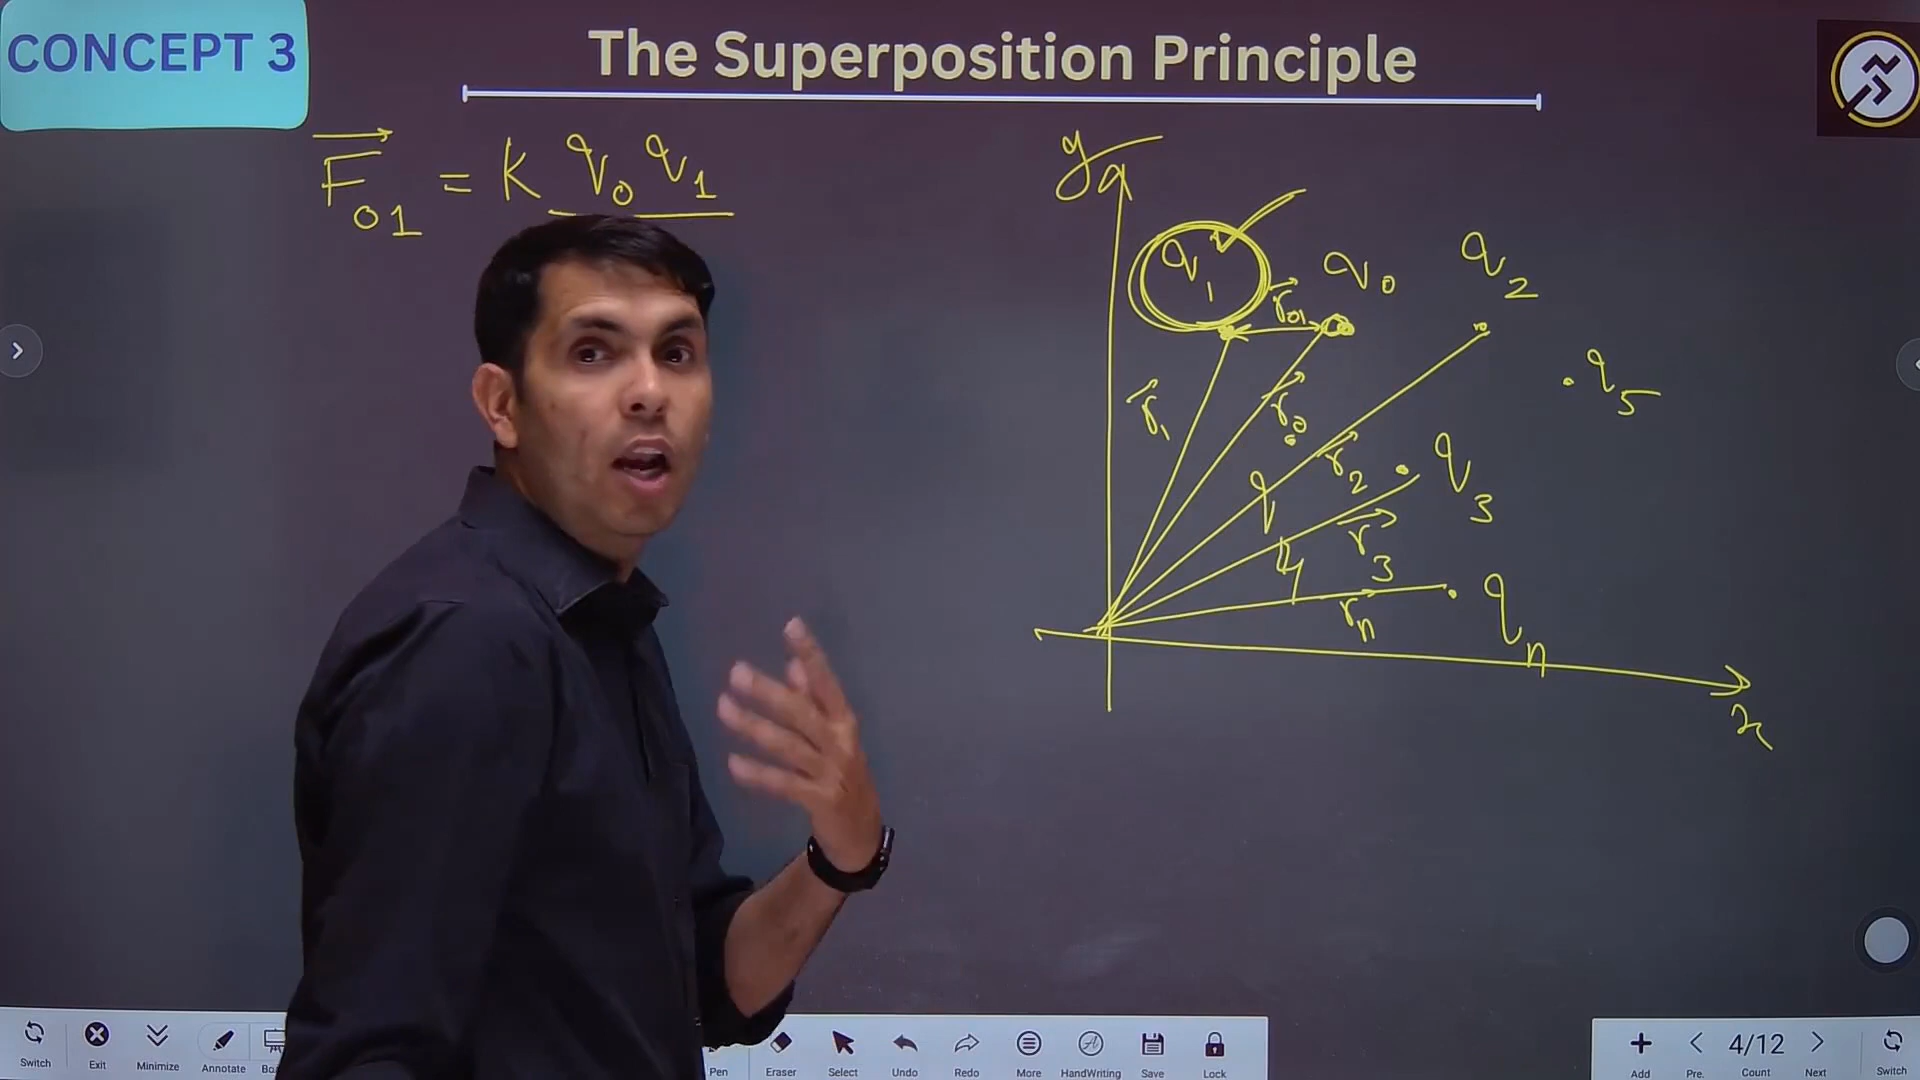 CONCEPT 3
The Superposition Principle
F₀₁ = K q₀ q₁
y
q₁
q₀
q₂
r₀₁
q₅
r₁
r₀
r₂
q₃
q₄
r₃
rₙ
qₙ
x
Switch
Exit
Minimize
Annotate
Pen
Eraser
Select
Undo
Redo
More
HandWriting
Save
Lock
Add
Pre.
4/12
Count
Next
Switch